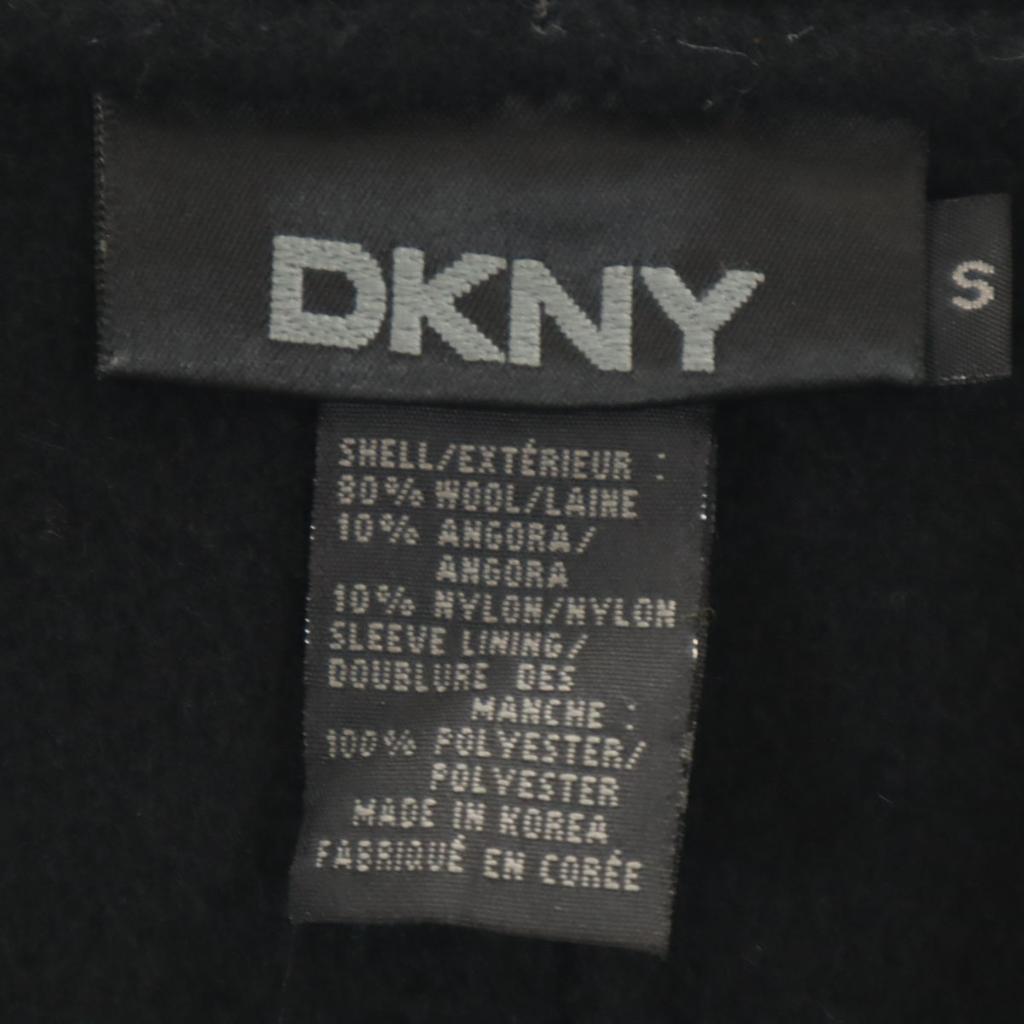 DKNY
S
SHELL/EXTÉRIEUR :
80% WOOL/LAINE
10% ANGORA/
ANGORA
10% NYLON/NYLON
SLEEVE LINING/
DOUBLURE DES
MANCHE :
100% POLYESTER/
POLYESTER
MADE IN KOREA
FABRIQUÉ EN CORÉE